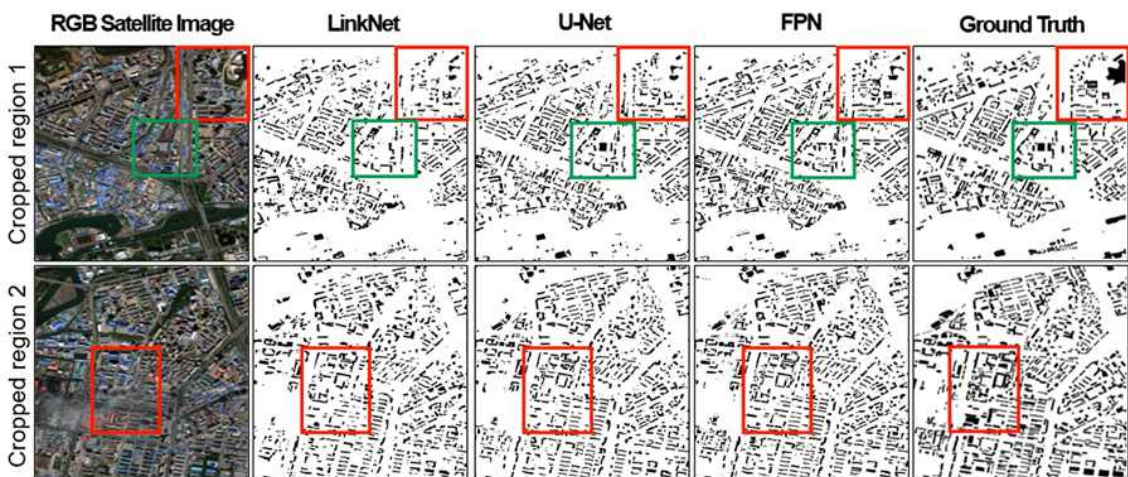 RGB Satellite Image LinkNet U-Net FPN Ground Truth
Cropped region 1
Cropped region 2